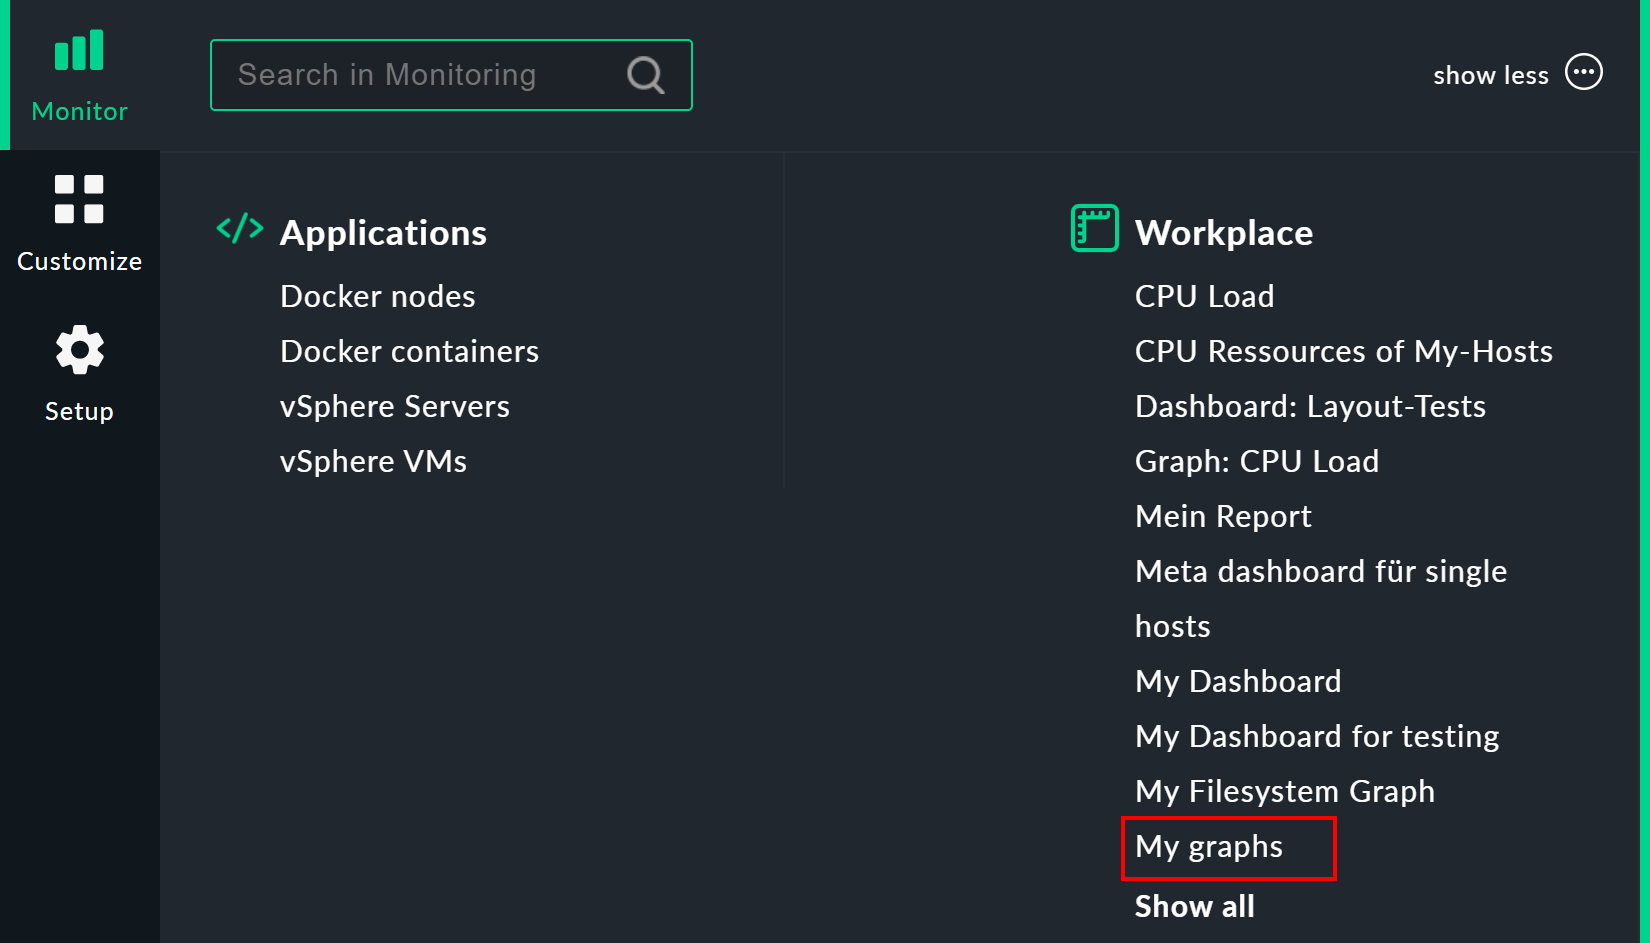 Monitor
Search in Monitoring
show less
Customize
Setup
Applications
Docker nodes
Docker containers
vSphere Servers
vSphere VMs
Workplace
CPU Load
CPU Ressources of My-Hosts
Dashboard: Layout-Tests
Graph: CPU Load
Mein Report
Meta dashboard für single
hosts
My Dashboard
My Dashboard for testing
My Filesystem Graph
My graphs
Show all